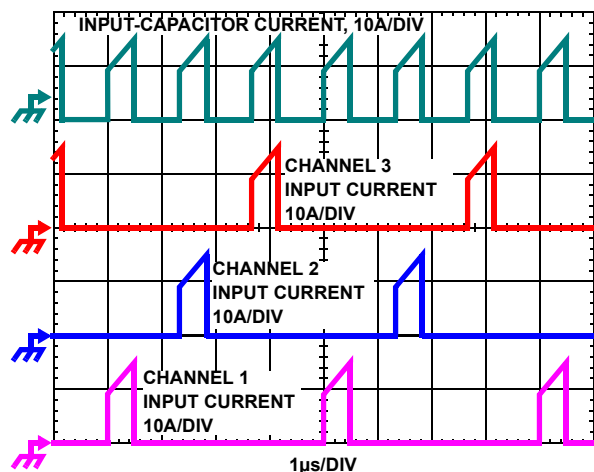 INPUT-CAPACITOR CURRENT, 10A/DIV
CHANNEL 3
INPUT CURRENT
10A/DIV
CHANNEL 2
INPUT CURRENT
10A/DIV
CHANNEL 1
INPUT CURRENT
10A/DIV
1µs/DIV